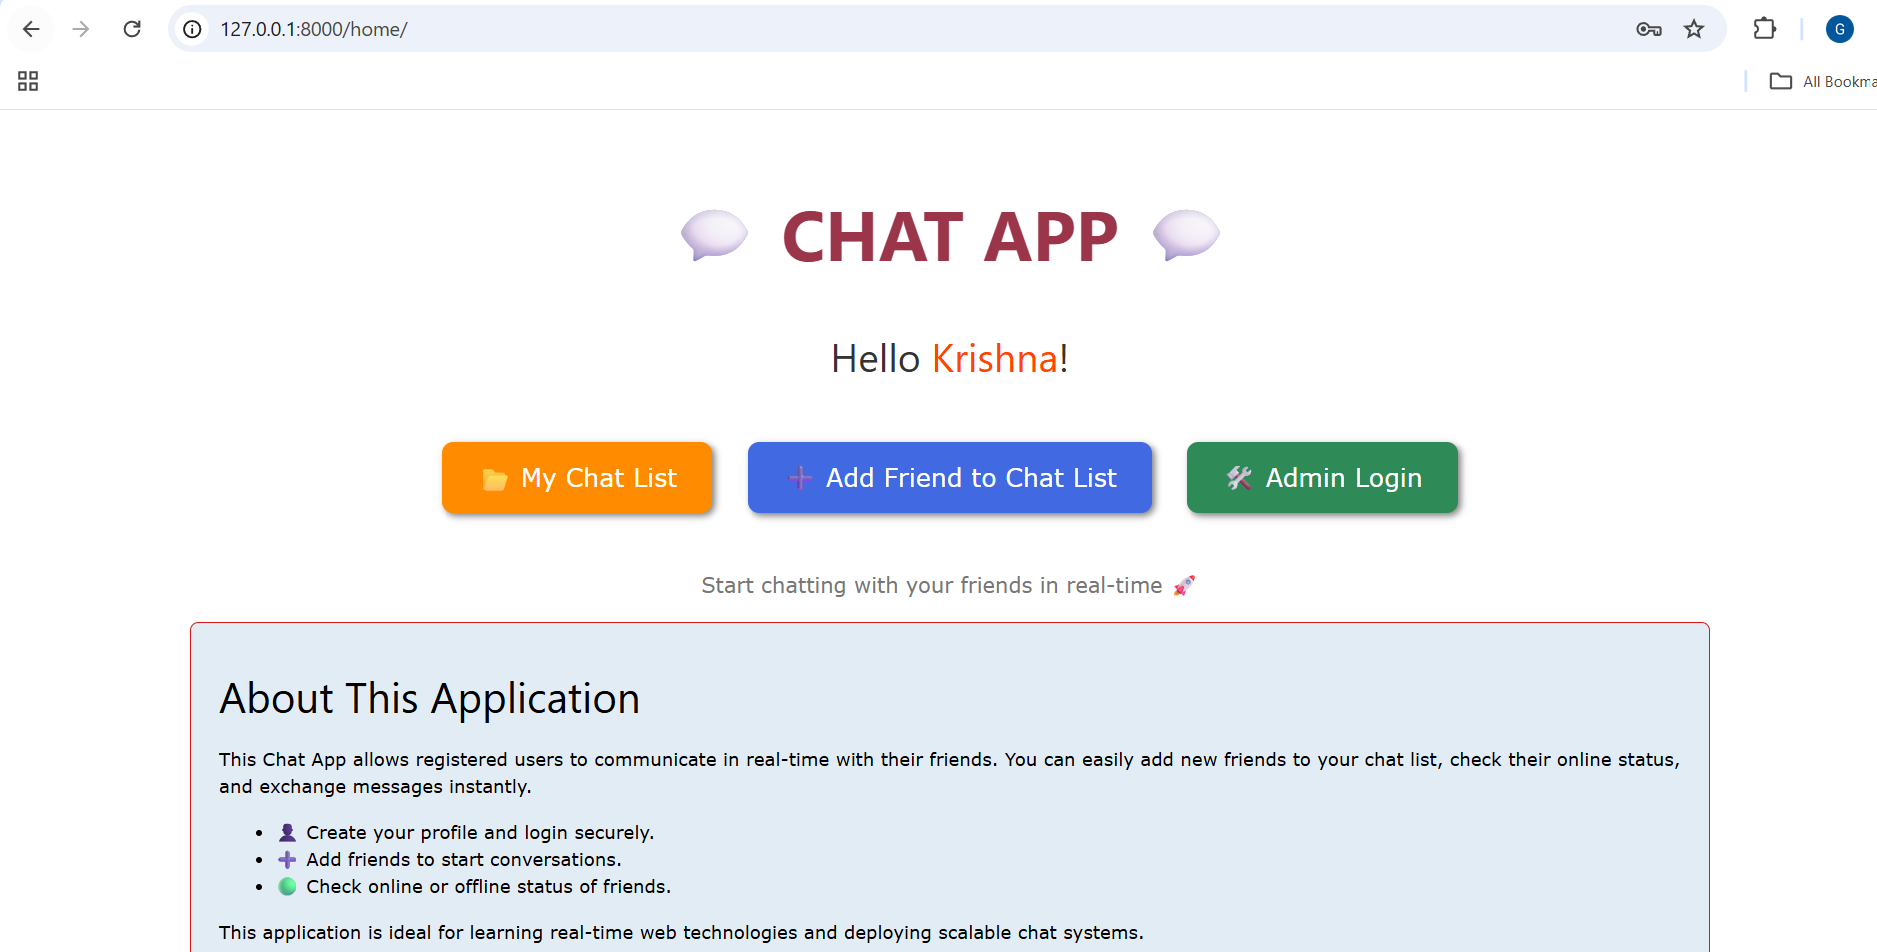 127.0.0.1:8000/home/
G
All Bookma
💬 CHAT APP 💬
Hello Krishna!
📂 My Chat List
➕ Add Friend to Chat List
🛠️ Admin Login
Start chatting with your friends in real-time 🚀
About This Application
This Chat App allows registered users to communicate in real-time with their friends. You can easily add new friends to your chat list, check their online status,
and exchange messages instantly.
• 👤 Create your profile and login securely.
• ➕ Add friends to start conversations.
• 🟢 Check online or offline status of friends.
This application is ideal for learning real-time web technologies and deploying scalable chat systems.